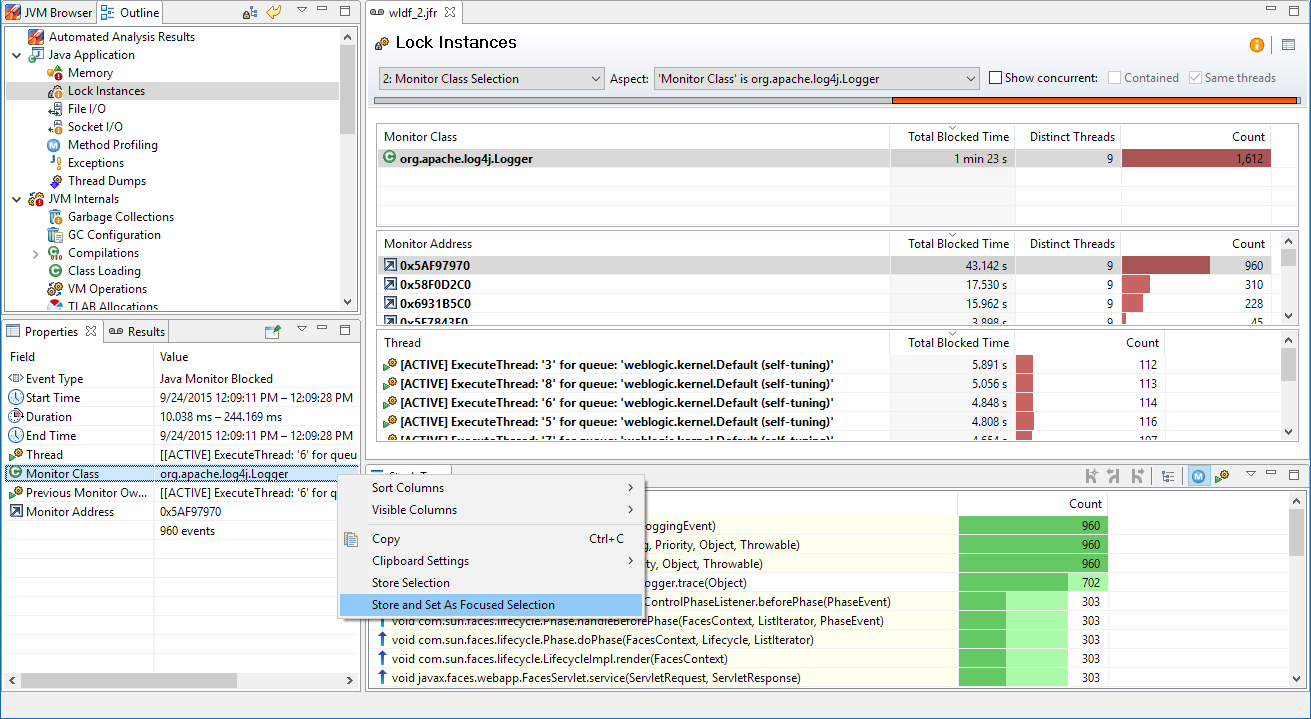 JVM Browser Outline
Automated Analysis Results
Java Application
Memory
Lock Instances
File I/O
Socket I/O
Method Profiling
Exceptions
Thread Dumps
JVM Internals
Garbage Collections
GC Configuration
Compilations
Class Loading
VM Operations
TLAB Allocations
Properties Results
Field Value
Event Type Java Monitor Blocked
Start Time 9/24/2015 12:09:11 PM – 12:09:28 PM
Duration 10.038 ms – 244.169 ms
End Time 9/24/2015 12:09:11 PM – 12:09:28 PM
Thread [[ACTIVE] ExecuteThread: '6' for queu
Monitor Class org.apache.log4j.Logger
Previous Monitor Ow... [[ACTIVE] ExecuteThread: '6' for q
Monitor Address 0x5AF97970
960 events
wldf_2.jfr
Lock Instances
2: Monitor Class Selection Aspect: 'Monitor Class' is org.apache.log4j.Logger Show concurrent: Contained Same threads
Monitor Class Total Blocked Time Distinct Threads Count
org.apache.log4j.Logger 1 min 23 s 9 1,612
Monitor Address Total Blocked Time Distinct Threads Count
0x5AF97970 43.142 s 9 960
0x58F0D2C0 17.530 s 9 310
0x6931B5C0 15.962 s 9 228
3.898 s 9 45
Thread Total Blocked Time Count
[ACTIVE] ExecuteThread: '3' for queue: 'weblogic.kernel.Default (self-tuning)' 5.891 s 112
[ACTIVE] ExecuteThread: '8' for queue: 'weblogic.kernel.Default (self-tuning)' 5.056 s 113
[ACTIVE] ExecuteThread: '6' for queue: 'weblogic.kernel.Default (self-tuning)' 4.848 s 114
[ACTIVE] ExecuteThread: '5' for queue: 'weblogic.kernel.Default (self-tuning)' 4.808 s 116
[ACTIVE] ExecuteThread: '7' for queue: 'weblogic.kernel.Default (self-tuning)' 4.654 s 107
Sort Columns
Visible Columns
Copy Ctrl+C
Clipboard Settings
Store Selection
Store and Set As Focused Selection
Count
oggingEvent) 960
g, Priority, Object, Throwable) 960
ty, Object, Throwable) 960
ogger.trace(Object) 702
ControlPhaseListener.beforePhase(PhaseEvent) 303
void com.sun.faces.lifecycle.Phase.handleBeforePhase(FacesContext, ListIterator, PhaseEvent) 303
void com.sun.faces.lifecycle.Phase.doPhase(FacesContext, Lifecycle, ListIterator) 303
void com.sun.faces.lifecycle.LifecycleImpl.render(FacesContext) 303
void javax.faces.webapp.FacesServlet.service(ServletRequest, ServletResponse) 303